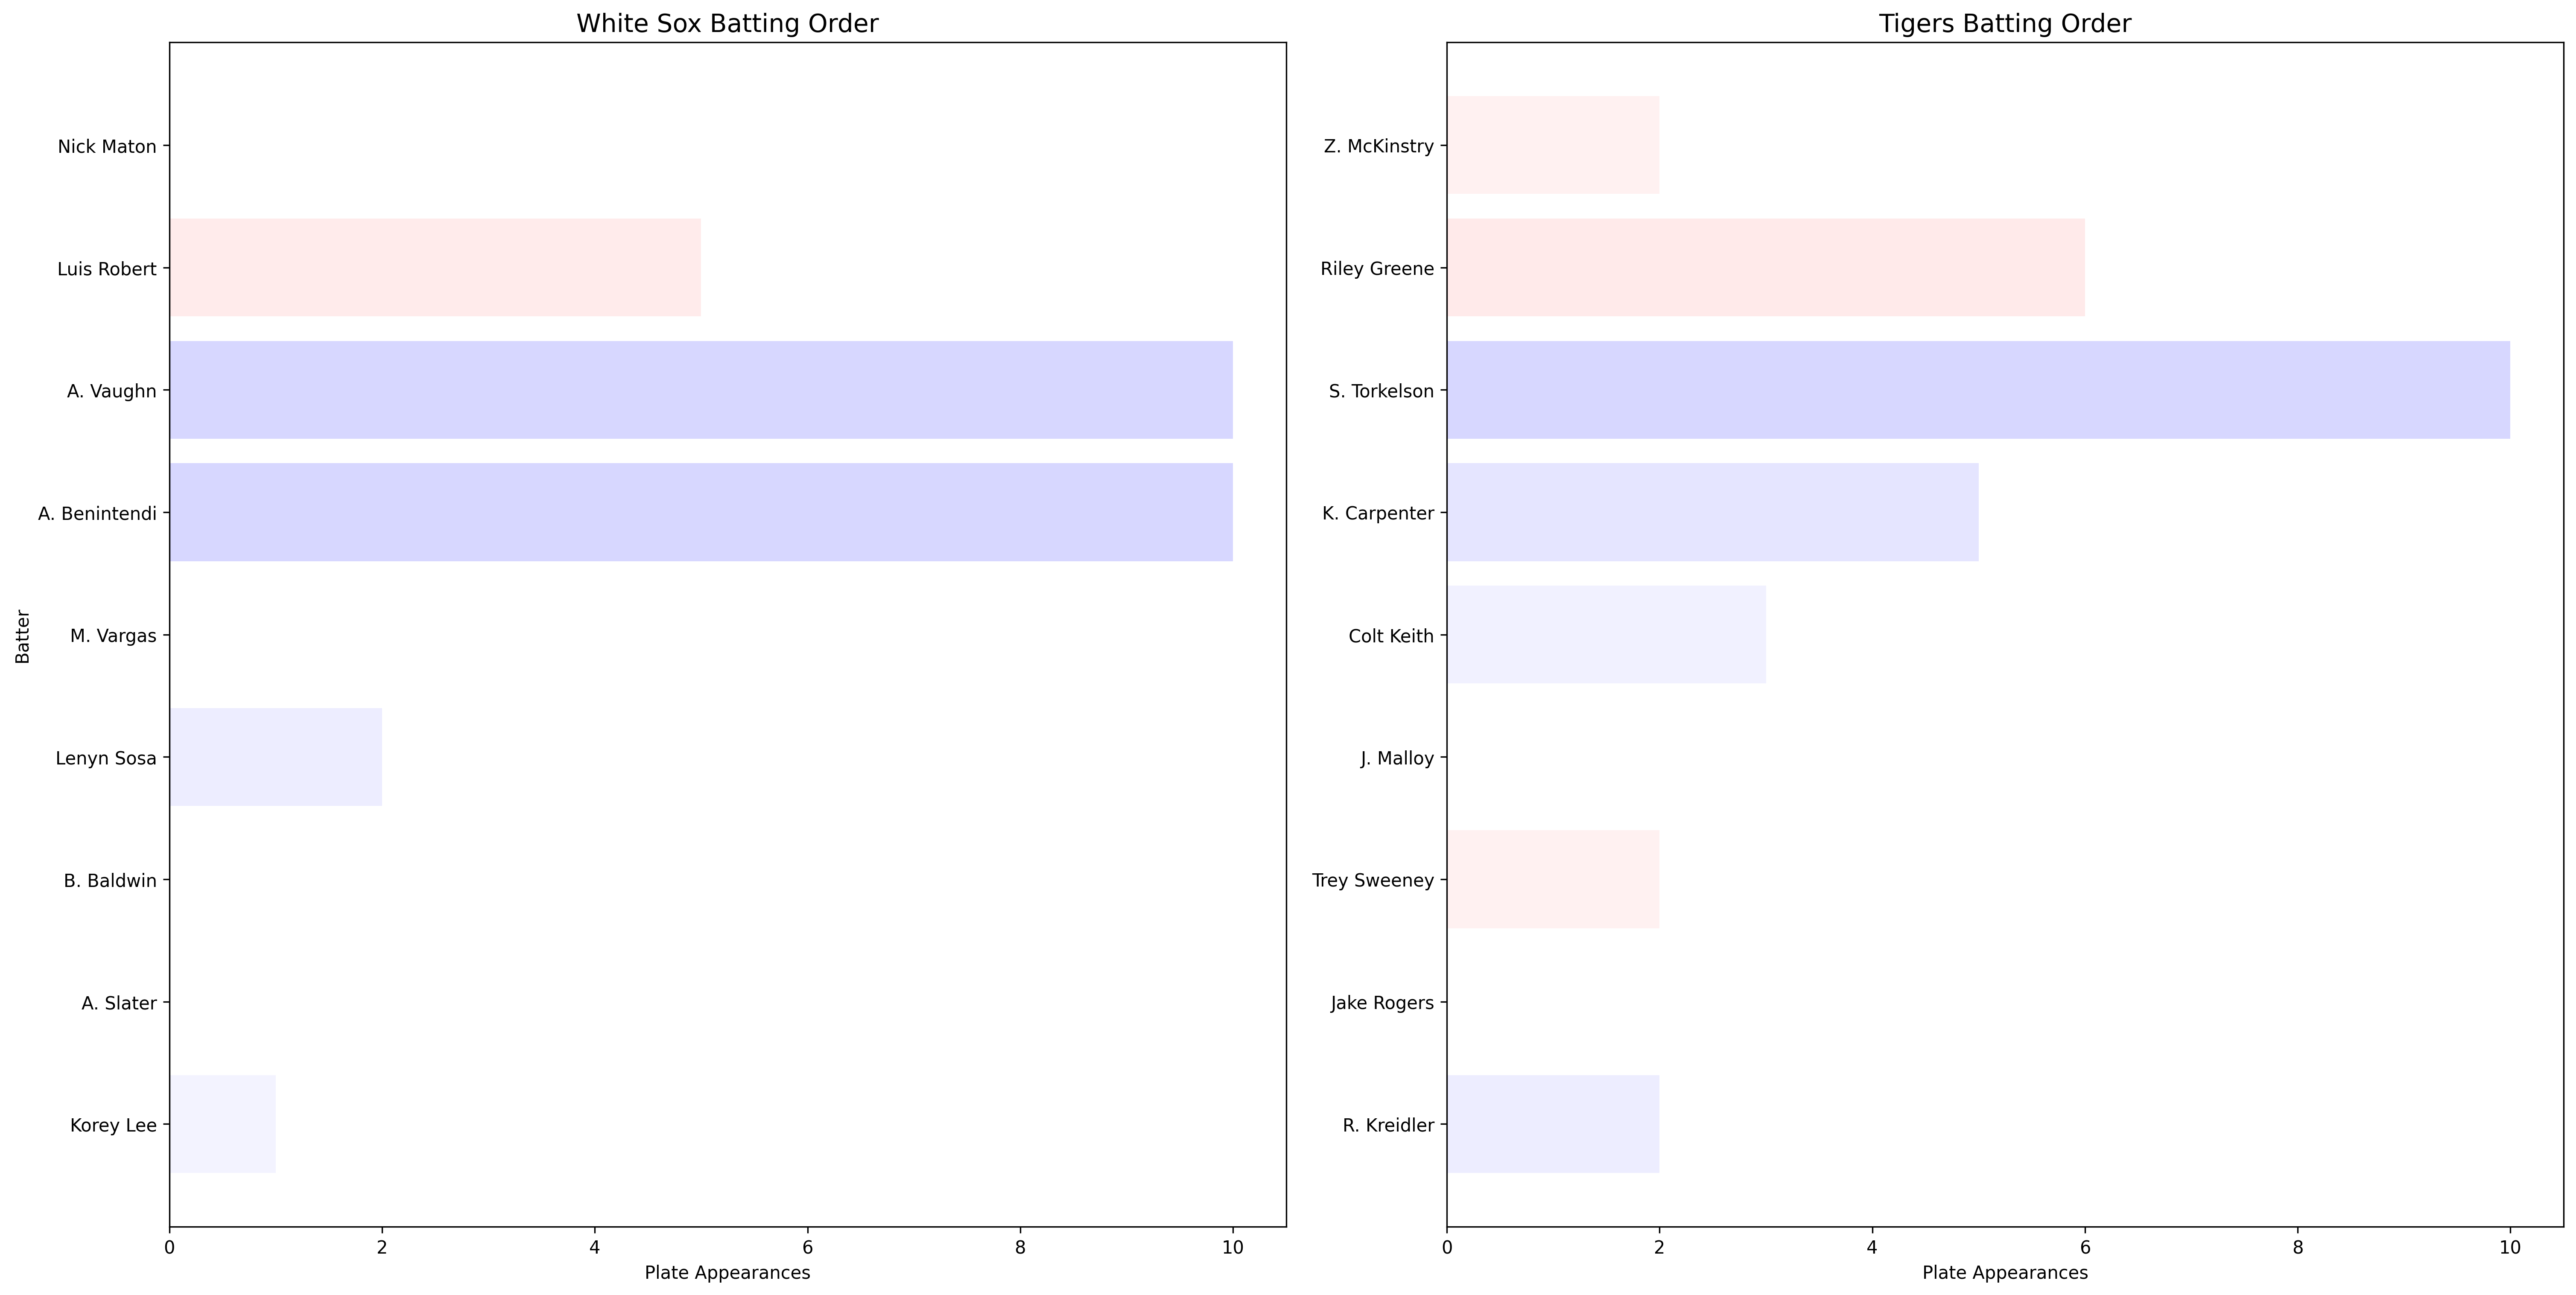 White Sox Batting Order
Batter
Nick Maton
Luis Robert
A. Vaughn
A. Benintendi
M. Vargas
Lenyn Sosa
B. Baldwin
A. Slater
Korey Lee
0 2 4 6 8 10
Plate Appearances
Tigers Batting Order
Z. McKinstry
Riley Greene
S. Torkelson
K. Carpenter
Colt Keith
J. Malloy
Trey Sweeney
Jake Rogers
R. Kreidler
0 2 4 6 8 10
Plate Appearances